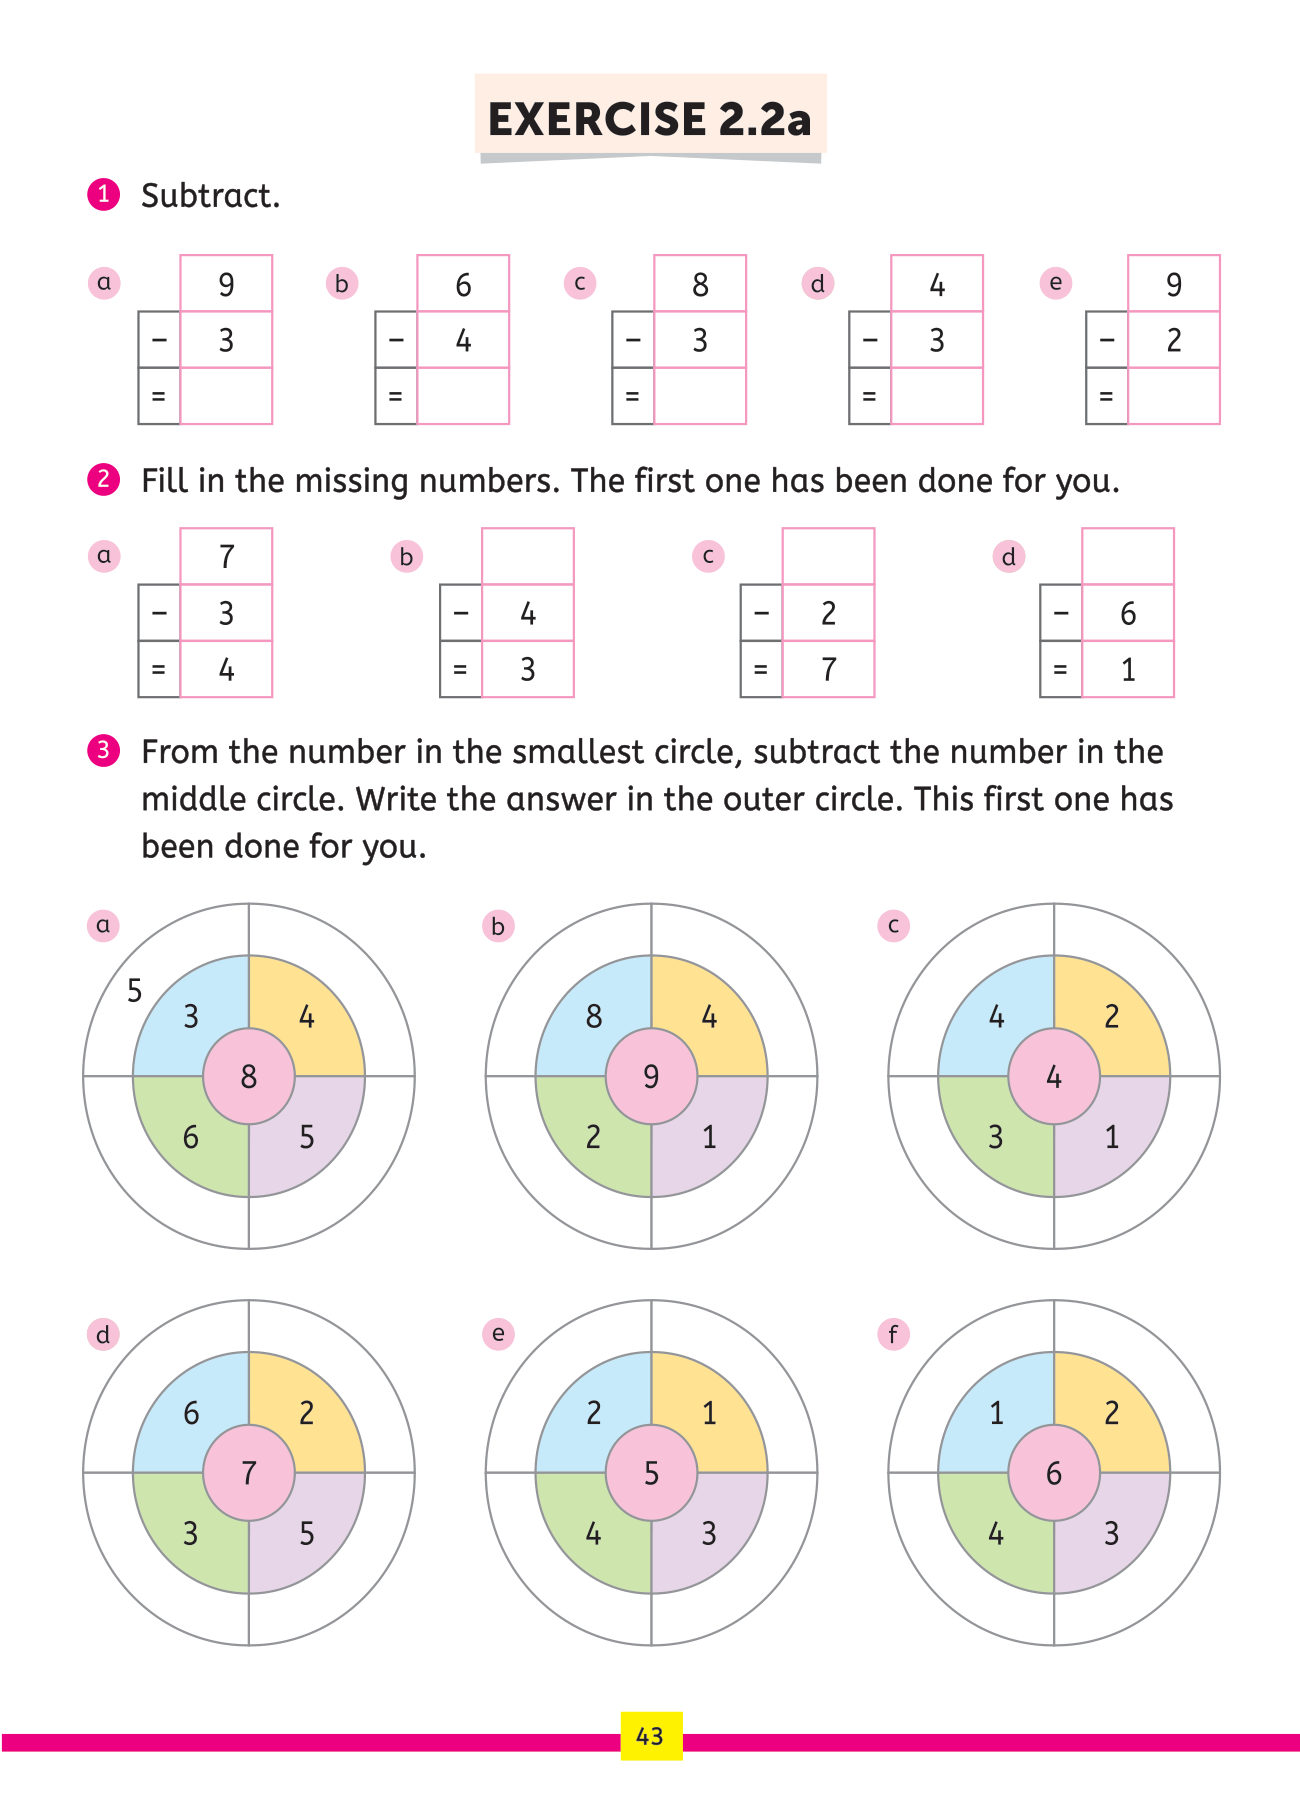 EXERCISE 2.2a
1 Subtract.
a 9 b 6 c 8 d 4 e 9
– 3 – 4 – 3 – 3 – 2
= = = = =
2 Fill in the missing numbers. The first one has been done for you.
a 7 b c d
– 3 – 4 – 2 – 6
= 4 = 3 = 7 = 1
3 From the number in the smallest circle, subtract the number in the
middle circle. Write the answer in the outer circle. This first one has
been done for you.
a b c
5
3 4 8 4 4 2
8 9 4
6 5 2 1 3 1
d e f
6 2 2 1 1 2
7 5 6
3 5 4 3 4 3
43